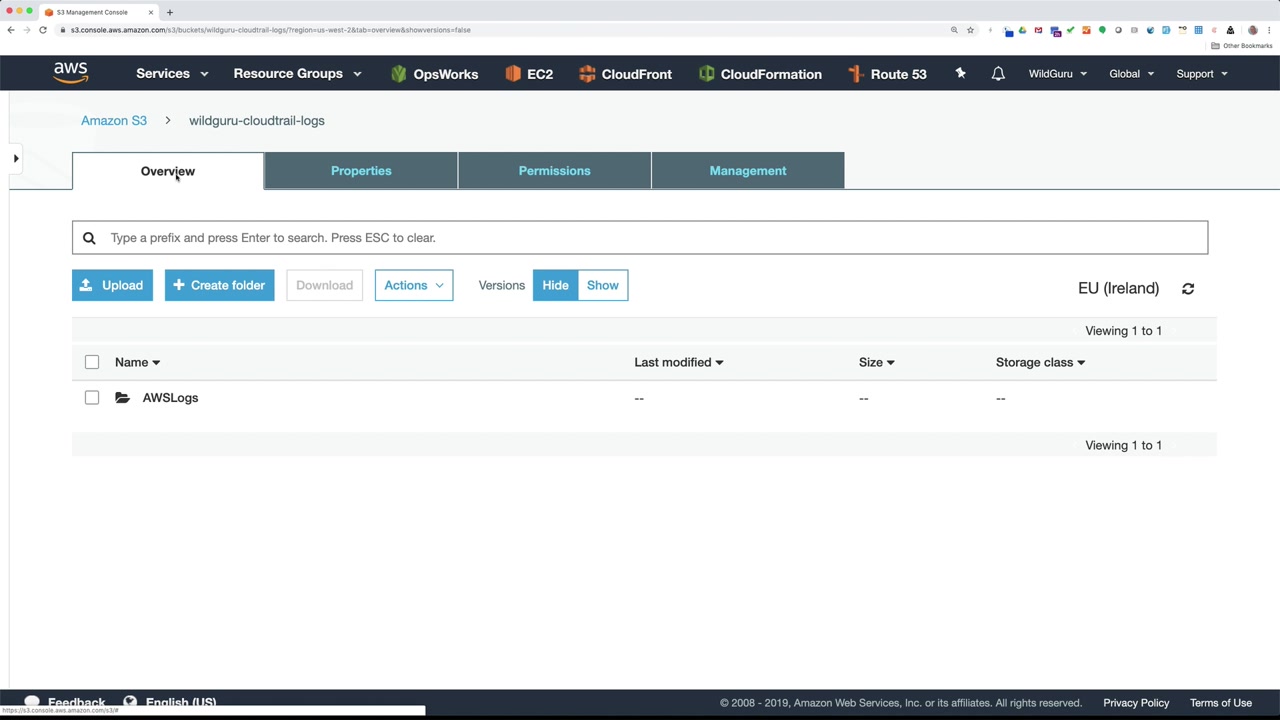 S3 Management Console
s3.console.aws.amazon.com/s3/buckets/wildguru-cloudtrail-logs/?region=us-west-2&tab=overview&showversions=false
Other Bookmarks
aws
Services
Resource Groups
OpsWorks
EC2
CloudFront
CloudFormation
Route 53
WildGuru
Global
Support
Amazon S3 > wildguru-cloudtrail-logs
Overview
Properties
Permissions
Management
Type a prefix and press Enter to search. Press ESC to clear.
Upload
+ Create folder
Download
Actions
Versions
Hide
Show
EU (Ireland)
Viewing 1 to 1
Name
Last modified
Size
Storage class
AWSLogs
--
--
--
Viewing 1 to 1
Feedback
English (US)
© 2008 - 2019, Amazon Web Services, Inc. or its affiliates. All rights reserved.
Privacy Policy
Terms of Use
https://s3.console.aws.amazon.com/s3/#